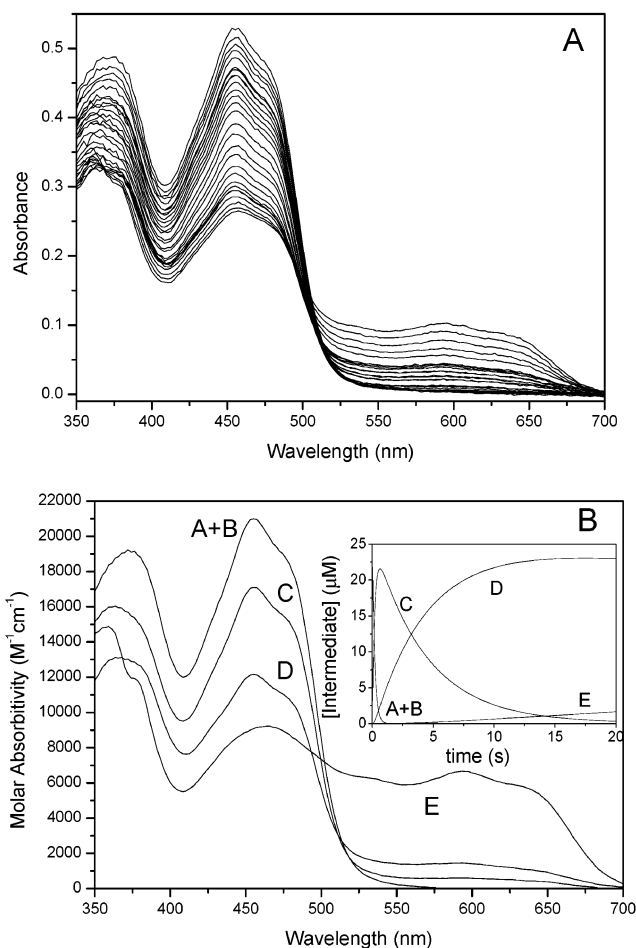 A
0.5
0.4
0.3
0.2
0.1
0.0
Absorbance
350 400 450 500 550 600 650 700
Wavelength (nm)
B
22000
20000
18000
16000
14000
12000
10000
8000
6000
4000
2000
0
Molar Absorbitivity (M-1cm-1)
A+B
C
D
E
350 400 450 500 550 600 650 700
Wavelength (nm)
25
20
15
10
5
0
[Intermediate] (μM)
C
D
A+B
E
0 5 10 15 20
time (s)